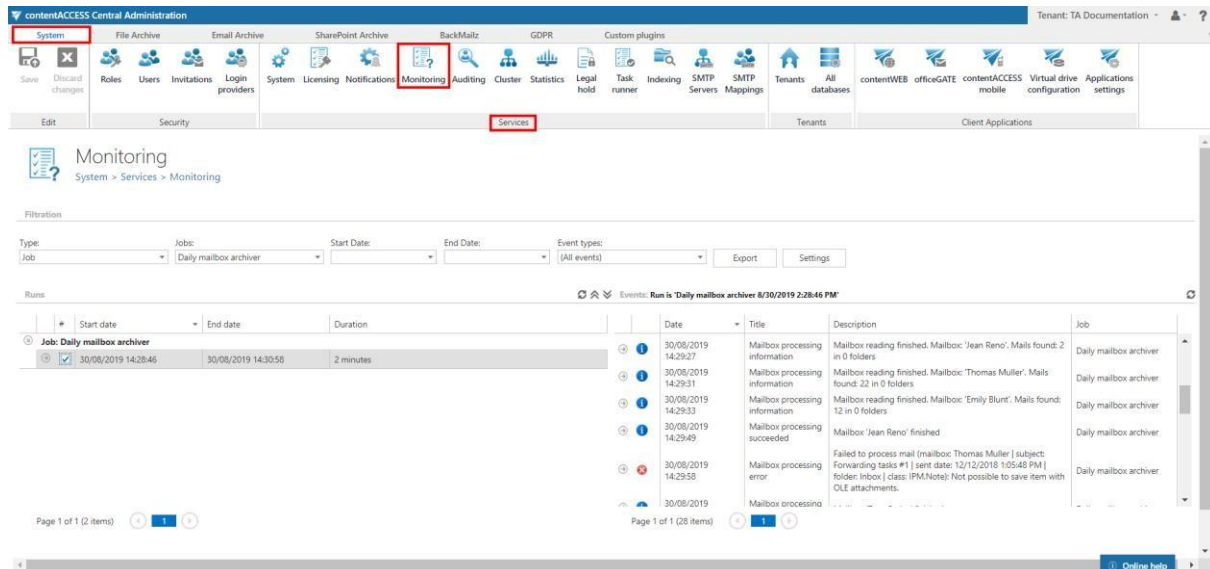 contentACCESS Central Administration
Tenant: TA Documentation
?
System File Archive Email Archive SharePoint Archive BackMailz GDPR Custom plugins
Save Discard changes Roles Users Invitations Login providers System Licensing Notifications Monitoring Auditing Cluster Statistics Legal hold Task runner Indexing SMTP Servers SMTP Mappings Tenants All databases contentWEB officeGATE contentACCESS mobile Virtual drive configuration Applications settings
Edit Security Services Tenants Client Applications
Monitoring
System > Services > Monitoring
Filtration
Type: Jobs: Start Date: End Date: Event types:
Job Daily mailbox archiver (All events) Export Settings
Runs
Events: Run is 'Daily mailbox archiver 8/30/2019 2:28:46 PM'
# Start date End date Duration
Job: Daily mailbox archiver
30/08/2019 14:28:46 30/08/2019 14:30:58 2 minutes
Page 1 of 1 (2 items) 1
Date Title Description Job
30/08/2019 14:29:27 Mailbox processing information Mailbox reading finished. Mailbox: 'Jean Reno'. Mails found: 2 in 0 folders Daily mailbox archiver
30/08/2019 14:29:31 Mailbox processing information Mailbox reading finished. Mailbox: 'Thomas Muller'. Mails found: 22 in 0 folders Daily mailbox archiver
30/08/2019 14:29:33 Mailbox processing information Mailbox reading finished. Mailbox: 'Emily Blunt'. Mails found: 12 in 0 folders Daily mailbox archiver
30/08/2019 14:29:49 Mailbox processing succeeded Mailbox 'Jean Reno' finished Daily mailbox archiver
30/08/2019 14:29:58 Mailbox processing error Failed to process mail (mailbox: Thomas Muller | subject: Forwarding tasks #1 | sent date: 12/12/2018 1:05:48 PM | folder: Inbox | class: IPM.Note): Not possible to save item with OLE attachments. Daily mailbox archiver
30/08/2019 Mailbox processing
Page 1 of 1 (28 items) 1
Online help